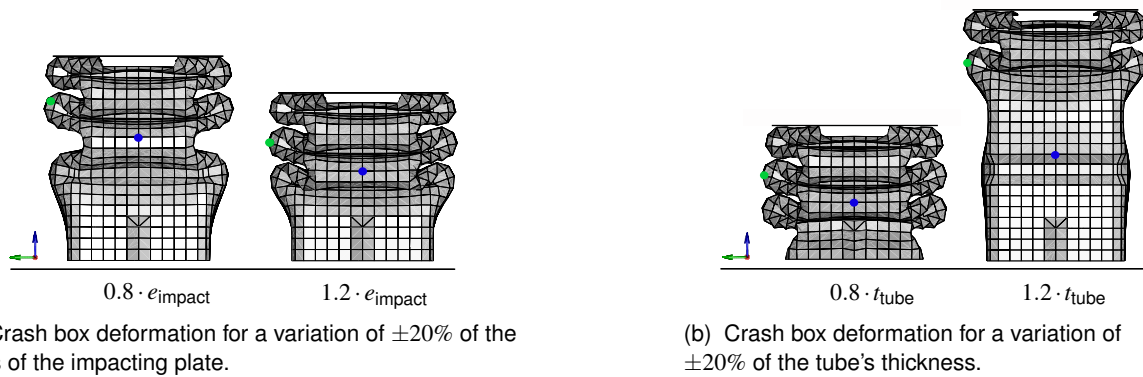 0.8 · e_impact 1.2 · e_impact 0.8 · t_tube 1.2 · t_tube
Crash box deformation for a variation of ±20% of the
of the impacting plate.
(b) Crash box deformation for a variation of
±20% of the tube's thickness.